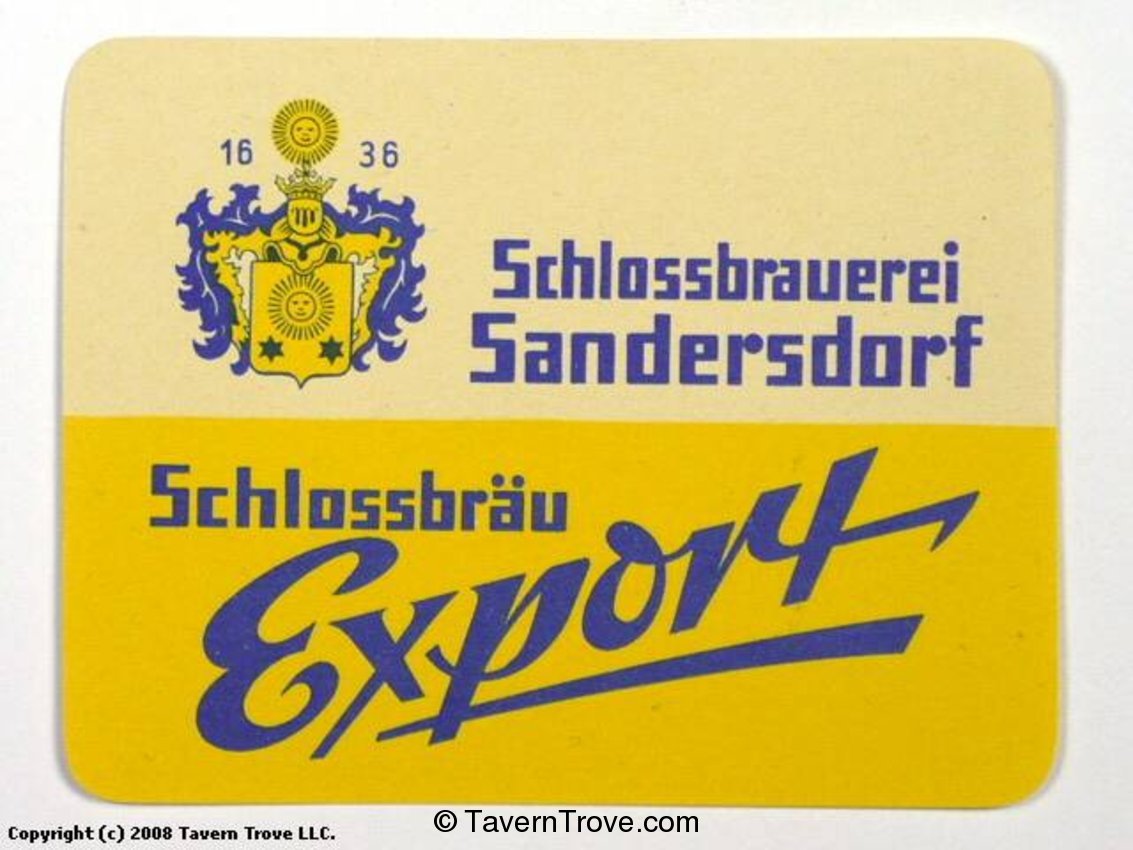 16 36
Schlossbrauerei
Sandersdorf
Schlossbräu
Export
Copyright (c) 2008 Tavern Trove LLC.
© TavernTrove.com